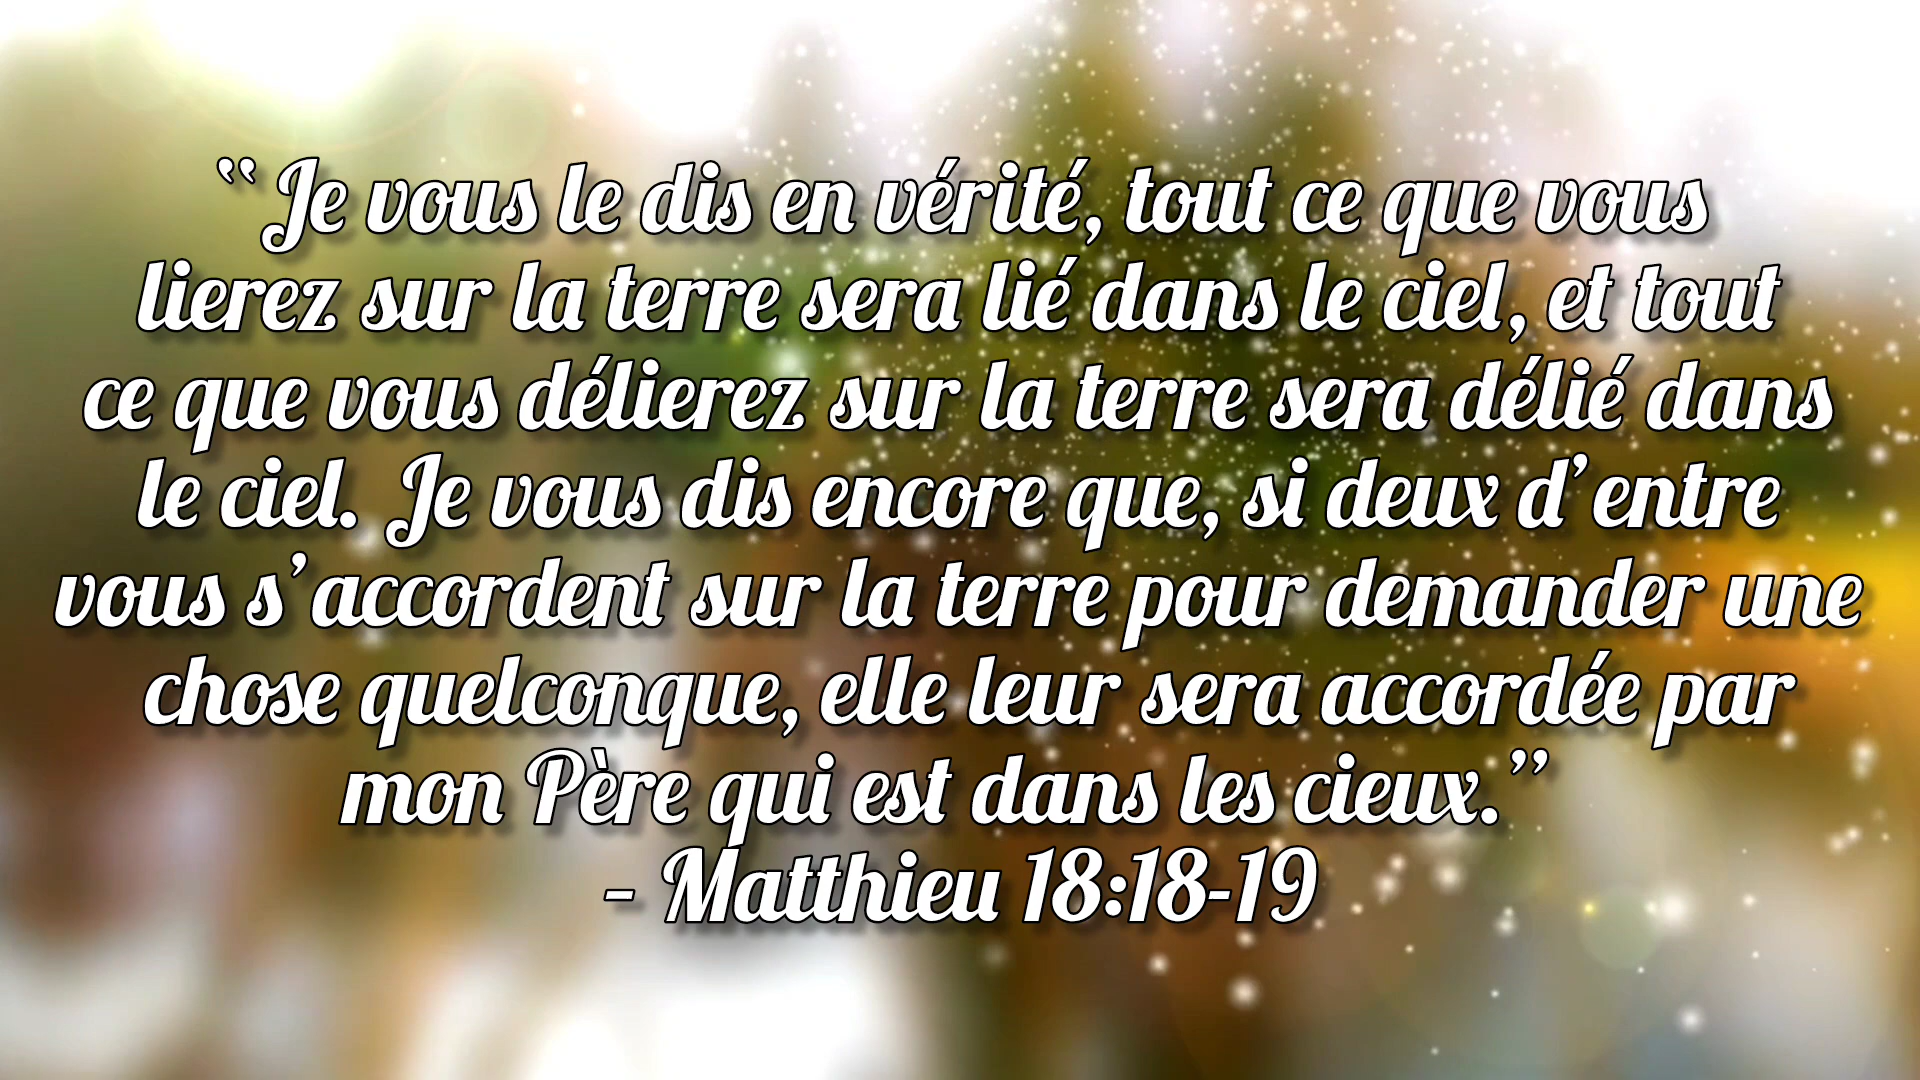 “Je vous le dis en vérité, tout ce que vous
lierez sur la terre sera lié dans le ciel, et tout
ce que vous délierez sur la terre sera délié dans
le ciel. Je vous dis encore que, si deux d’entre
vous s’accordent sur la terre pour demander une
chose quelconque, elle leur sera accordée par
mon Père qui est dans les cieux.”
- Matthieu 18:18-19